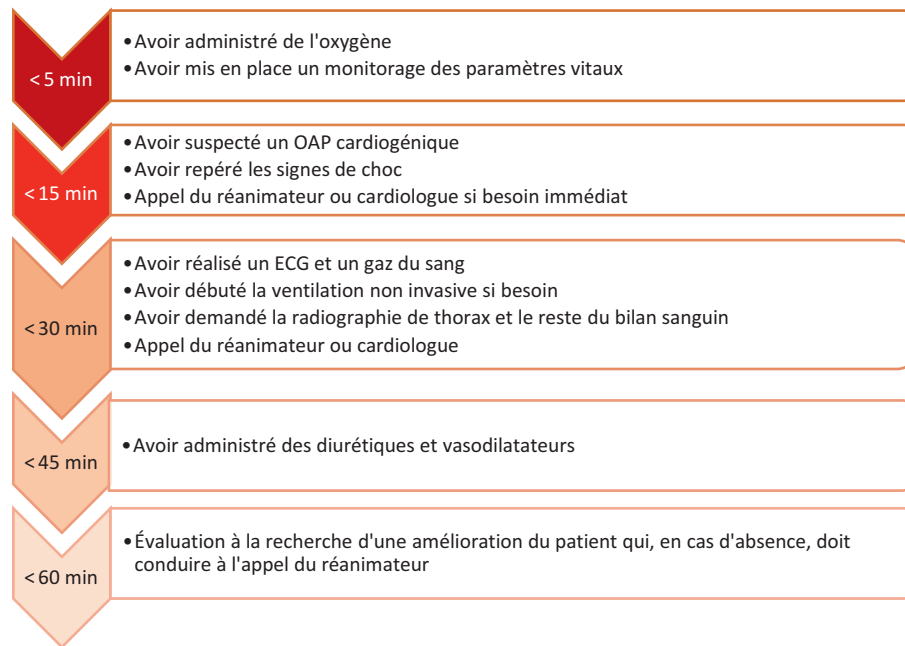 < 5 min
•Avoir administré de l'oxygène
•Avoir mis en place un monitorage des paramètres vitaux
< 15 min
•Avoir suspecté un OAP cardiogénique
•Avoir repéré les signes de choc
•Appel du réanimateur ou cardiologue si besoin immédiat
< 30 min
•Avoir réalisé un ECG et un gaz du sang
•Avoir débuté la ventilation non invasive si besoin
•Avoir demandé la radiographie de thorax et le reste du bilan sanguin
•Appel du réanimateur ou cardiologue
< 45 min
•Avoir administré des diurétiques et vasodilatateurs
< 60 min
•Évaluation à la recherche d'une amélioration du patient qui, en cas d'absence, doit
conduire à l'appel du réanimateur